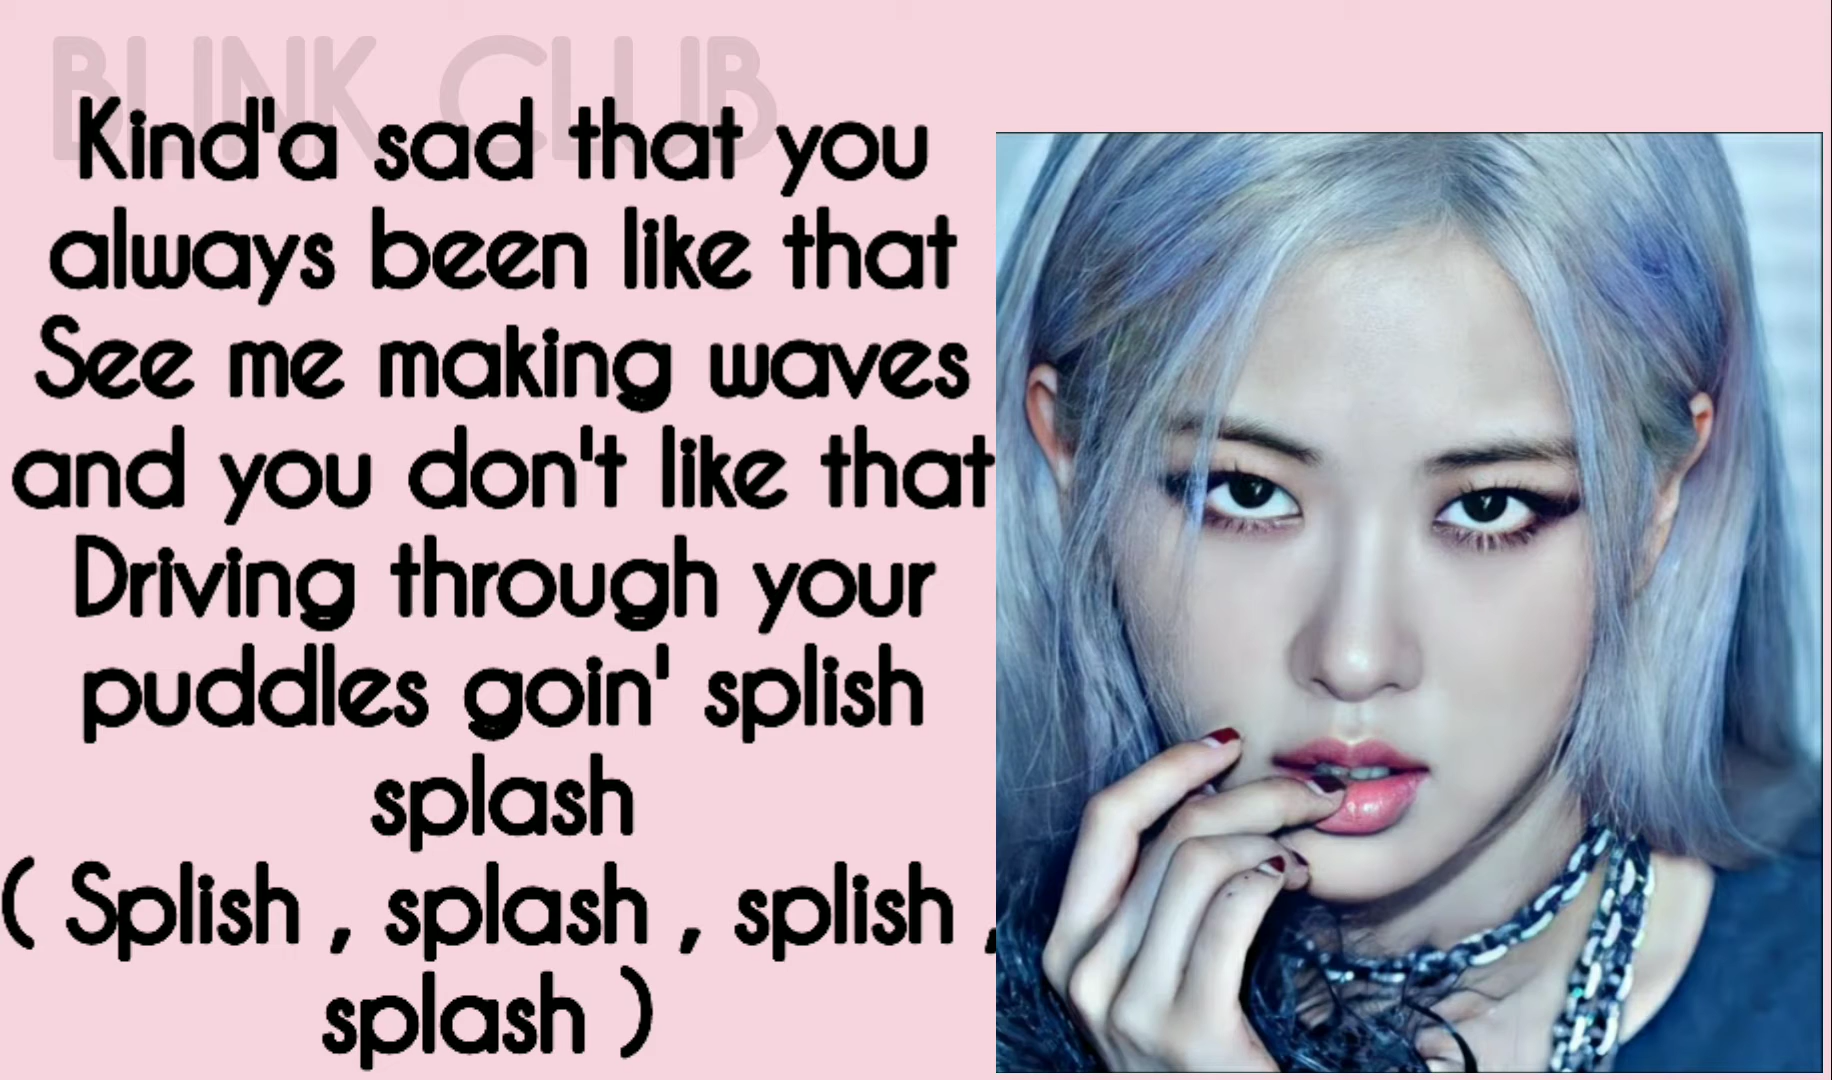 BLINK CLUB
Kind'a sad that you
always been like that
See me making waves
and you don't like that
Driving through your
puddles goin' splish
splash
( Splish , splash , splish ,
splash )